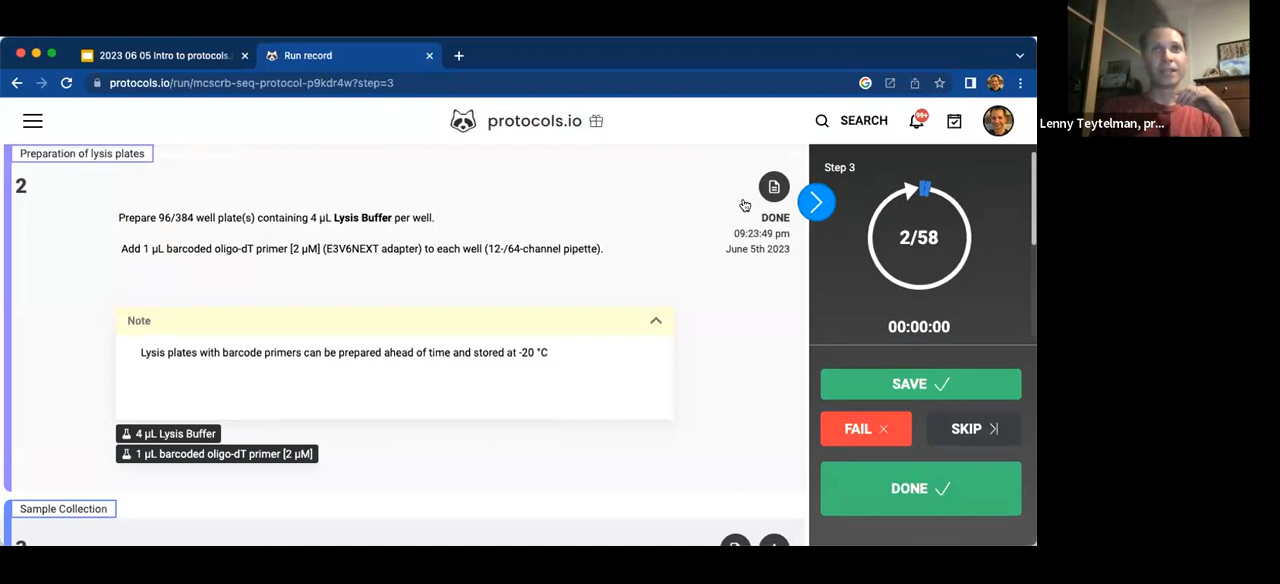 2023 06 05 Intro to protocols.
Run record
protocols.io/run/mcscrb-seq-protocol-p9kdr4w?step=3
protocols.io
SEARCH
99+
Lenny Teytelman, pr...
Preparation of lysis plates
2
Prepare 96/384 well plate(s) containing 4 µL Lysis Buffer per well.
Add 1 µL barcoded oligo-dT primer [2 µM] (E3V6NEXT adapter) to each well (12-/64-channel pipette).
DONE
09:23:49 pm
June 5th 2023
Note
Lysis plates with barcode primers can be prepared ahead of time and stored at -20 °C
4 µL Lysis Buffer
1 µL barcoded oligo-dT primer [2 µM]
Sample Collection
Step 3
2/58
00:00:00
SAVE
FAIL
SKIP
DONE